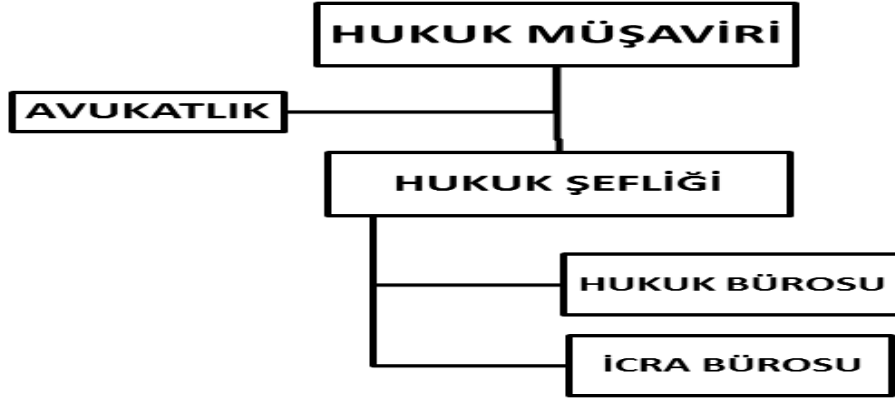 HUKUK MÜŞAVİRİ
AVUKATLIK
HUKUK ŞEFLİĞİ
HUKUK BÜROSU
İCRA BÜROSU